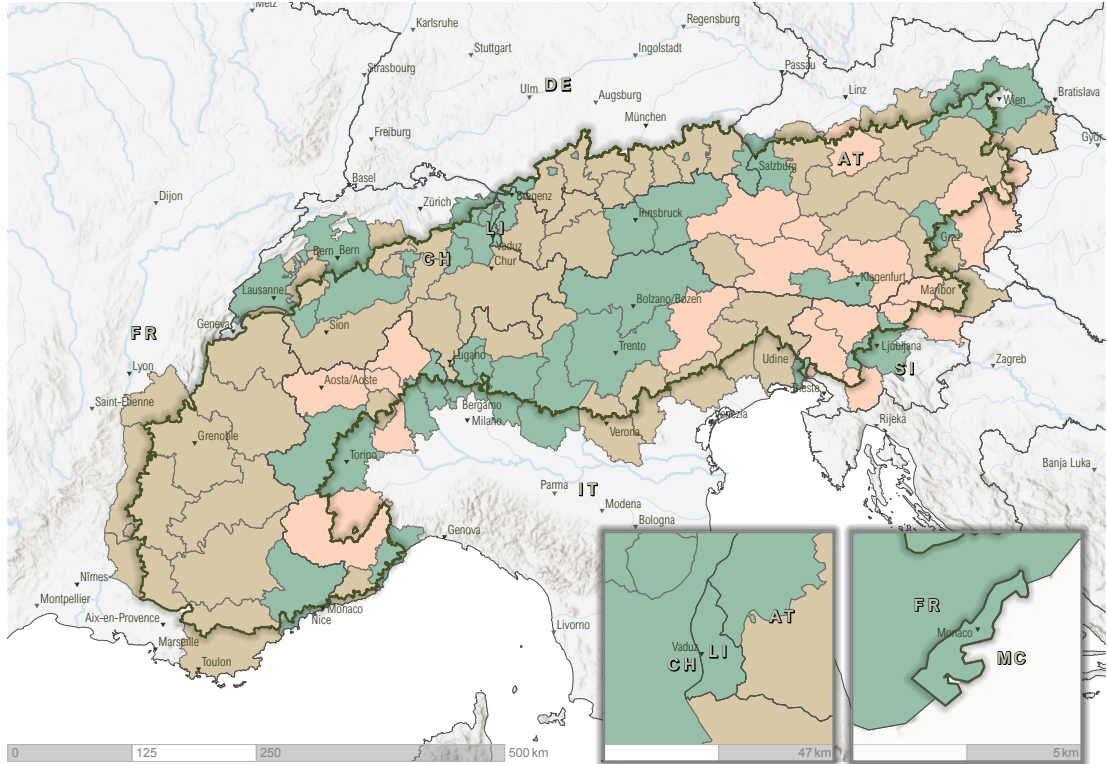 Metz
Karlsruhe
Regensburg
Stuttgart
Ingolstadt
Strasbourg
Passau
Ulm
DE
Augsburg
Linz
Wien
Bratislava
München
Freiburg
Györ
AT
Salzburg
Basel
Dijon
Zürich
Bregenz
Innsbruck
LI
Bern
Bern
Vaduz
CH
Chur
Graz
Klagenfurt
Lausanne
Maribor
Bolzano/Bozen
Geneva
FR
Sion
Ljubljana
Trento
Lugano
Udine
Zagreb
SI
Lyon
Aosta/Aoste
Trieste
Saint-Étienne
Bergamo
Venezia
Milano
Rijeka
Verona
Grenoble
Torino
Banja Luka
Parma
IT
Modena
Bologna
Genova
Nîmes
Montpellier
Monaco
Aix-en-Provence
Nice
Livorno
Marseille
Toulon
FR
AT
Monaco
Vaduz
LI
CH
MC
0
125
250
500 km
47 km
5 km